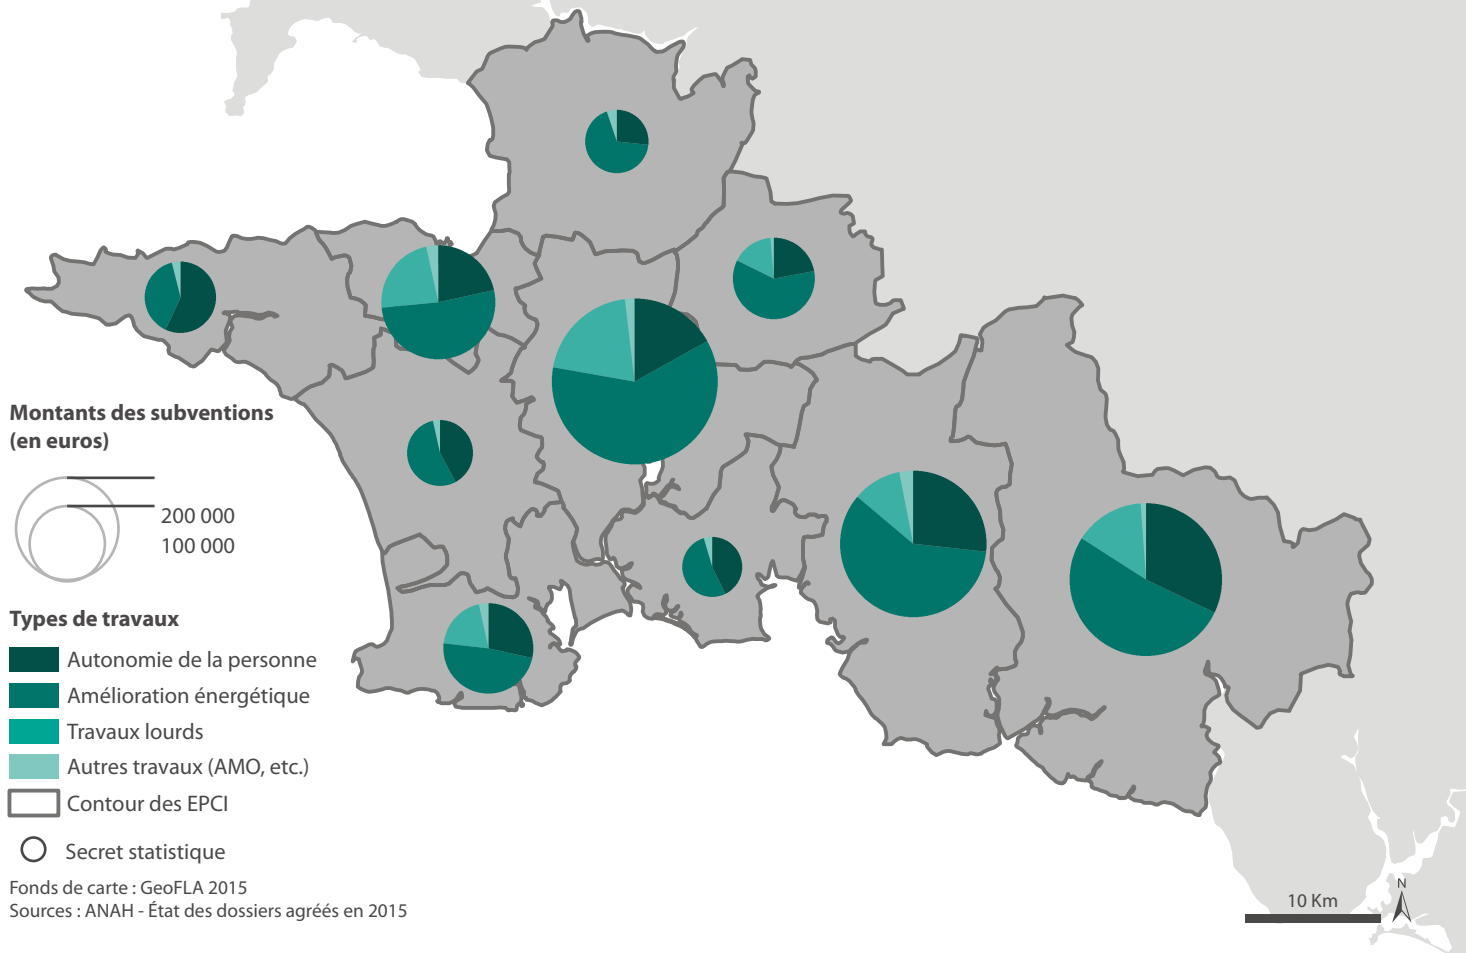 Montants des subventions
(en euros)
200 000
100 000
Types de travaux
Autonomie de la personne
Amélioration énergétique
Travaux lourds
Autres travaux (AMO, etc.)
Contour des EPCI
Secret statistique
Fonds de carte : GeoFLA 2015
Sources : ANAH - État des dossiers agréés en 2015
10 Km
N